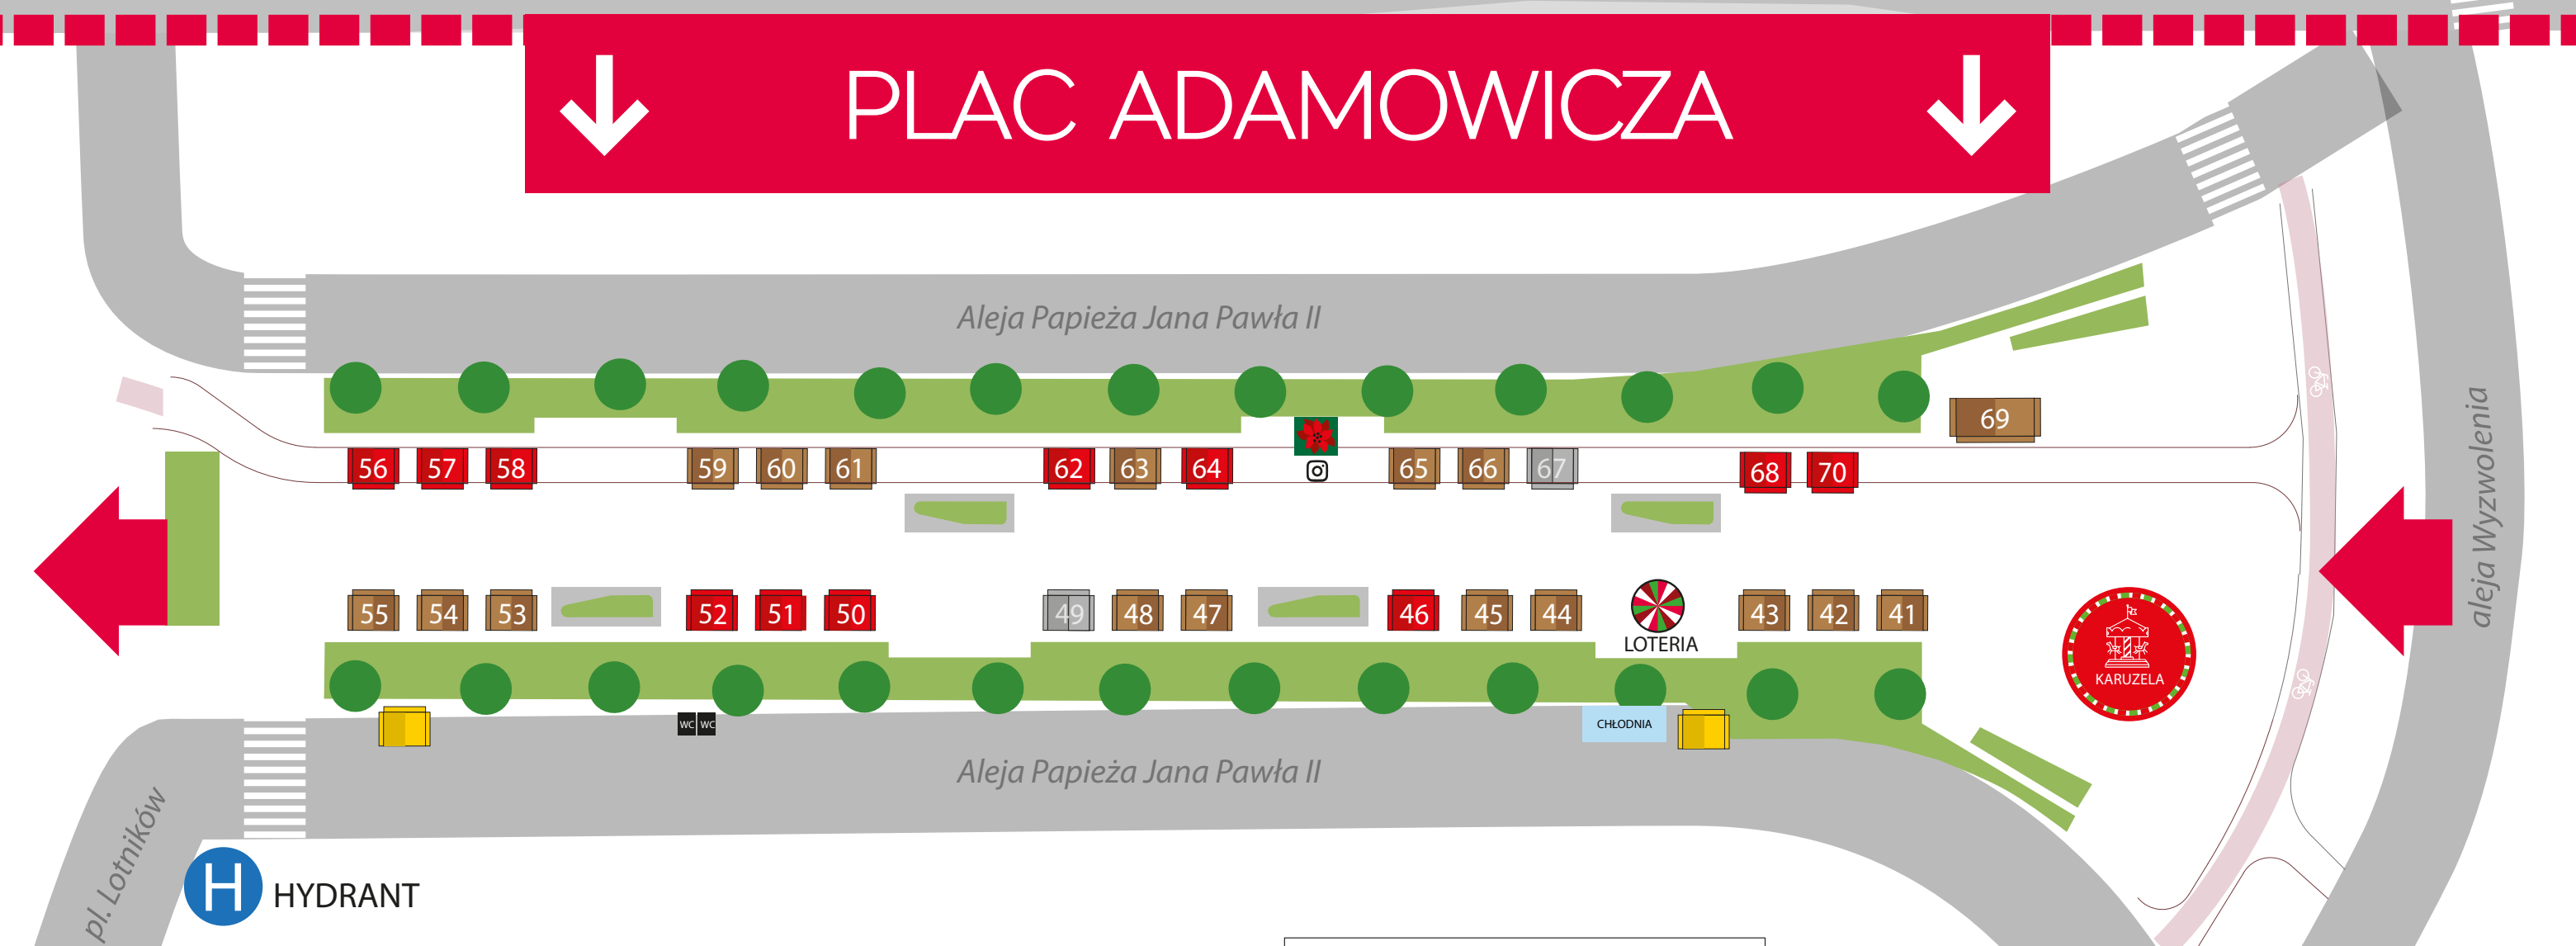 PLAC ADAMOWICZA
Aleja Papieża Jana Pawła II
69
56 57 58 59 60 61 62 63 64 65 66 67 68 70
aleja Wyzwolenia
55 54 53 52 51 50 49 48 47 46 45 44 43 42 41
LOTERIA
KARUZELA
WC WC
CHŁODNIA
Aleja Papieża Jana Pawła II
pl. Lotników
H HYDRANT